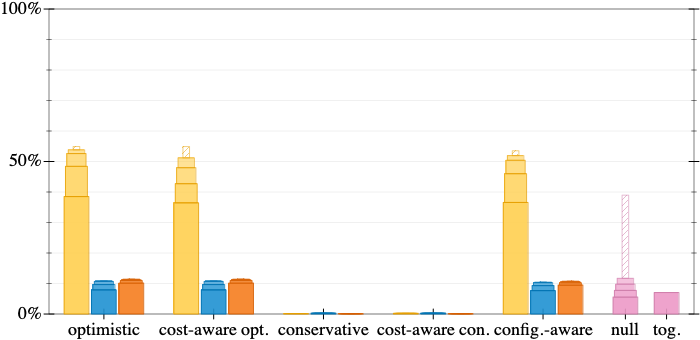 100%
50%
0%
optimistic cost-aware opt. conservative cost-aware con. config.-aware null tog.